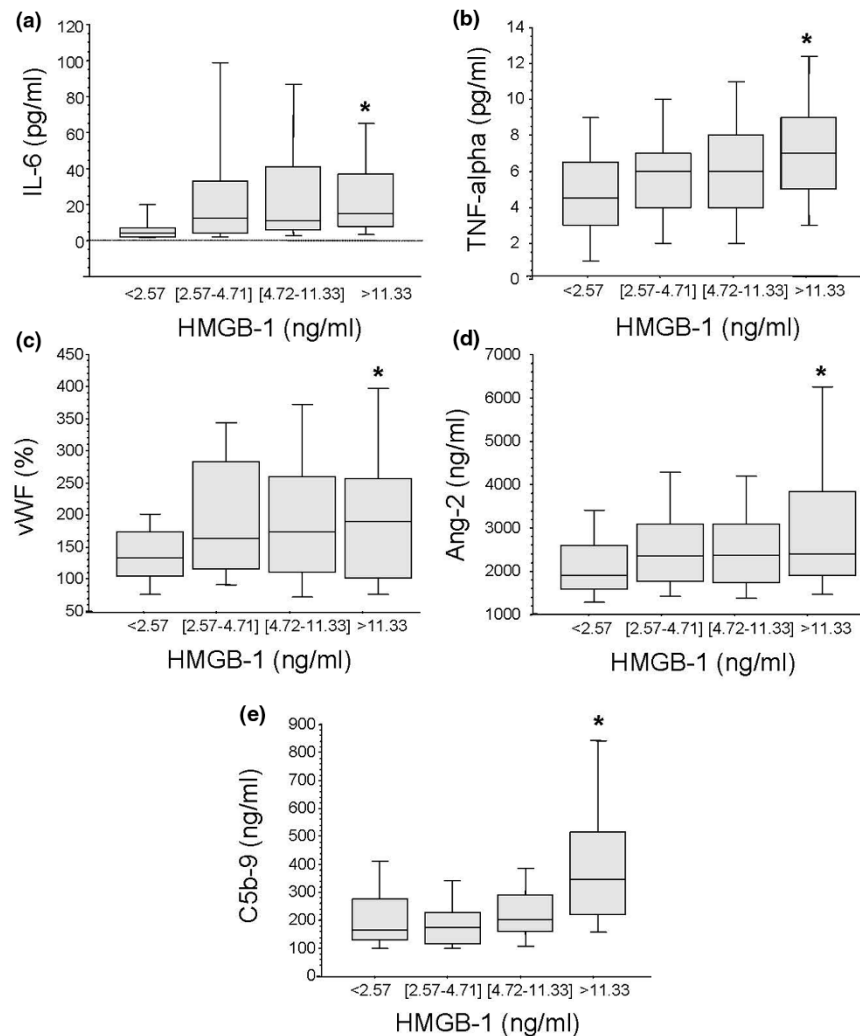 (a)
IL-6 (pg/ml)
120
100
80
60
40
20
0
*
<2.57 [2.57-4.71] [4.72-11.33] >11.33
HMGB-1 (ng/ml)
(b)
TNF-alpha (pg/ml)
14
12
10
8
6
4
2
0
*
<2.57 [2.57-4.71] [4.72-11.33] >11.33
HMGB-1 (ng/ml)
(c)
vWF (%)
450
400
350
300
250
200
150
100
50
*
<2.57 [2.57-4.71] [4.72-11.33] >11.33
HMGB-1 (ng/ml)
(d)
Ang-2 (ng/ml)
7000
6000
5000
4000
3000
2000
1000
*
<2.57 [2.57-4.71] [4.72-11.33] >11.33
HMGB-1 (ng/ml)
(e)
C5b-9 (ng/ml)
900
800
700
600
500
400
300
200
100
0
*
<2.57 [2.57-4.71] [4.72-11.33] >11.33
HMGB-1 (ng/ml)